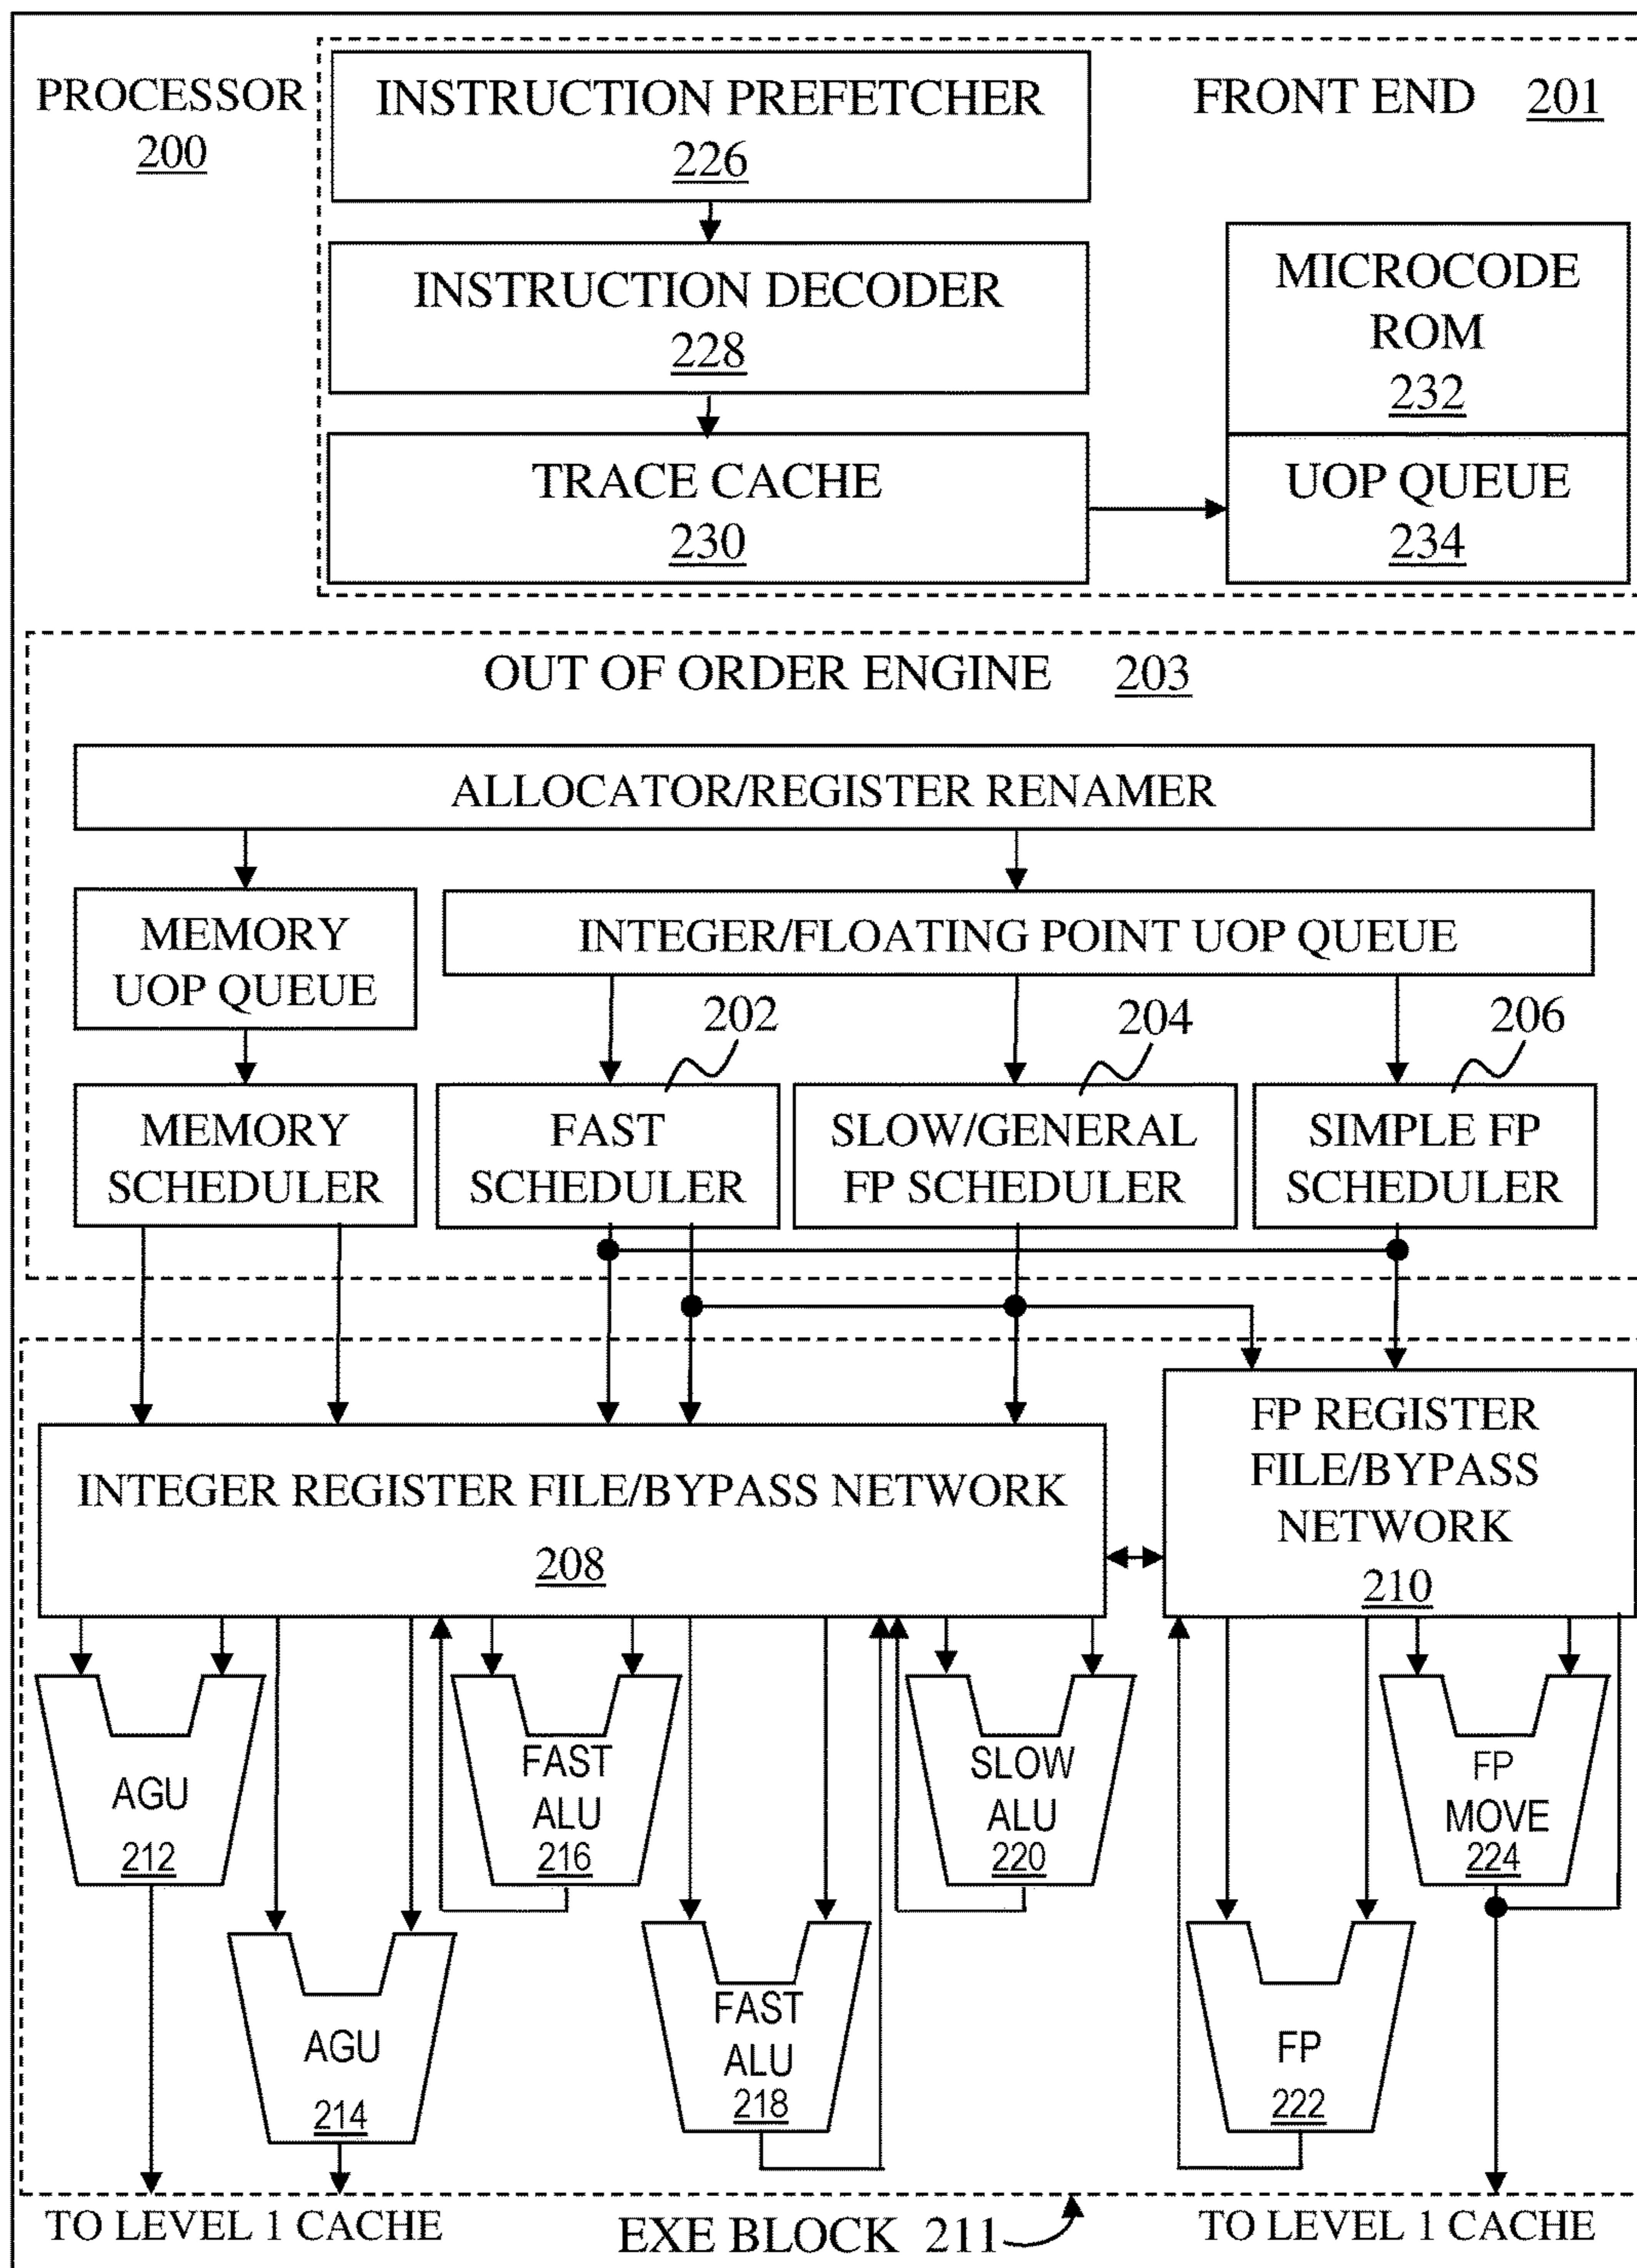 PROCESSOR
200
INSTRUCTION PREFETCHER
226
FRONT END 201
INSTRUCTION DECODER
228
MICROCODE
ROM
232
TRACE CACHE
230
UOP QUEUE
234
OUT OF ORDER ENGINE 203
ALLOCATOR/REGISTER RENAMER
MEMORY
UOP QUEUE
INTEGER/FLOATING POINT UOP QUEUE
202
204
206
MEMORY
SCHEDULER
FAST
SCHEDULER
SLOW/GENERAL
FP SCHEDULER
SIMPLE FP
SCHEDULER
INTEGER REGISTER FILE/BYPASS NETWORK
208
FP REGISTER
FILE/BYPASS
NETWORK
210
AGU
212
FAST
ALU
216
SLOW
ALU
220
FP
MOVE
224
AGU
214
FAST
ALU
218
FP
222
TO LEVEL 1 CACHE
EXE BLOCK 211
TO LEVEL 1 CACHE